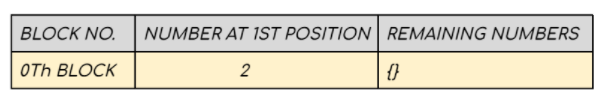 BLOCK NO. NUMBER AT 1ST POSITION REMAINING NUMBERS
0Th BLOCK 2 {}